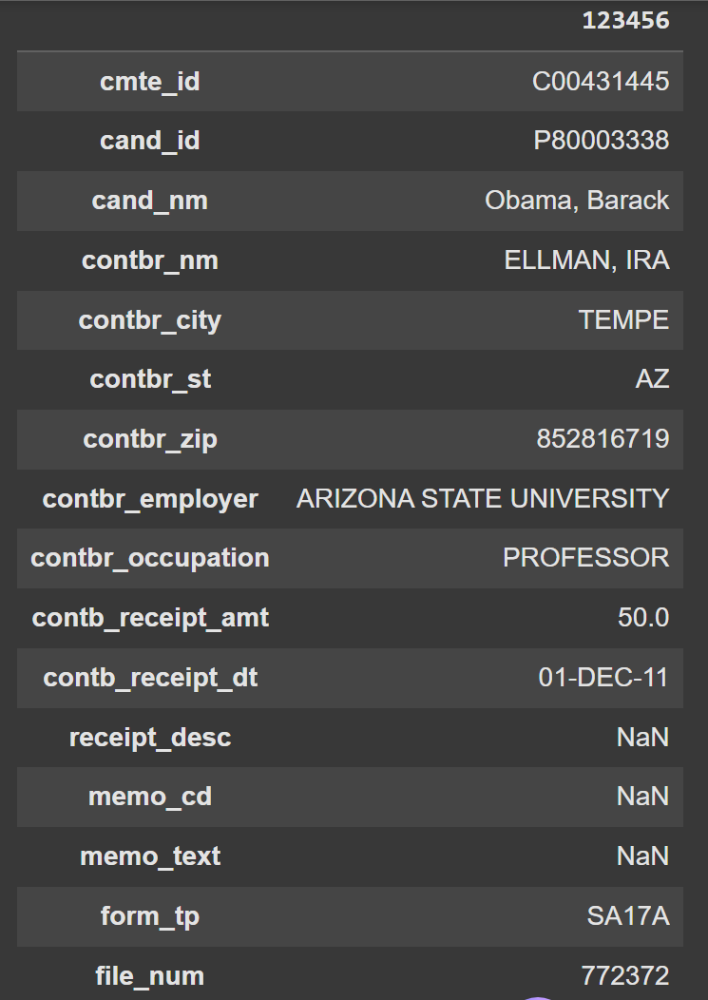 123456
cmte_id C00431445
cand_id P80003338
cand_nm Obama, Barack
contbr_nm ELLMAN, IRA
contbr_city TEMPE
contbr_st AZ
contbr_zip 852816719
contbr_employer ARIZONA STATE UNIVERSITY
contbr_occupation PROFESSOR
contb_receipt_amt 50.0
contb_receipt_dt 01-DEC-11
receipt_desc NaN
memo_cd NaN
memo_text NaN
form_tp SA17A
file_num 772372